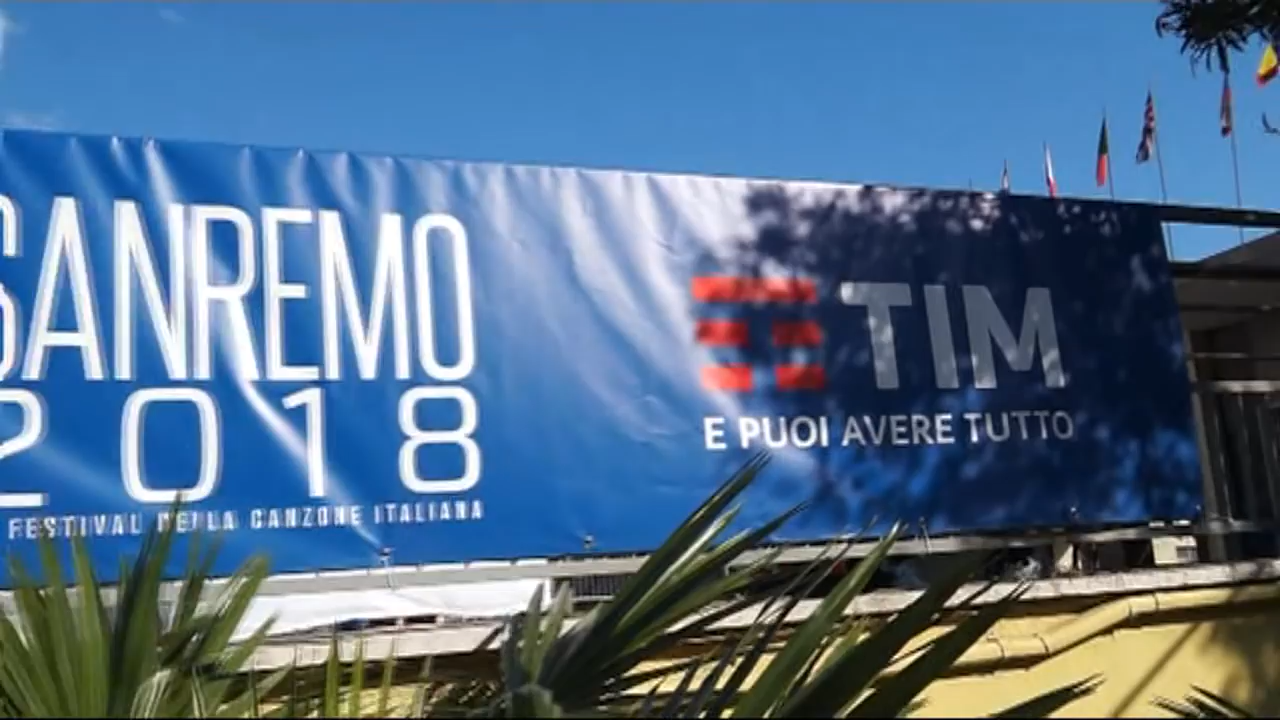 SANREMO
2018
FESTIVAL DELLA CANZONE ITALIANA
TIM
E PUOI AVERE TUTTO